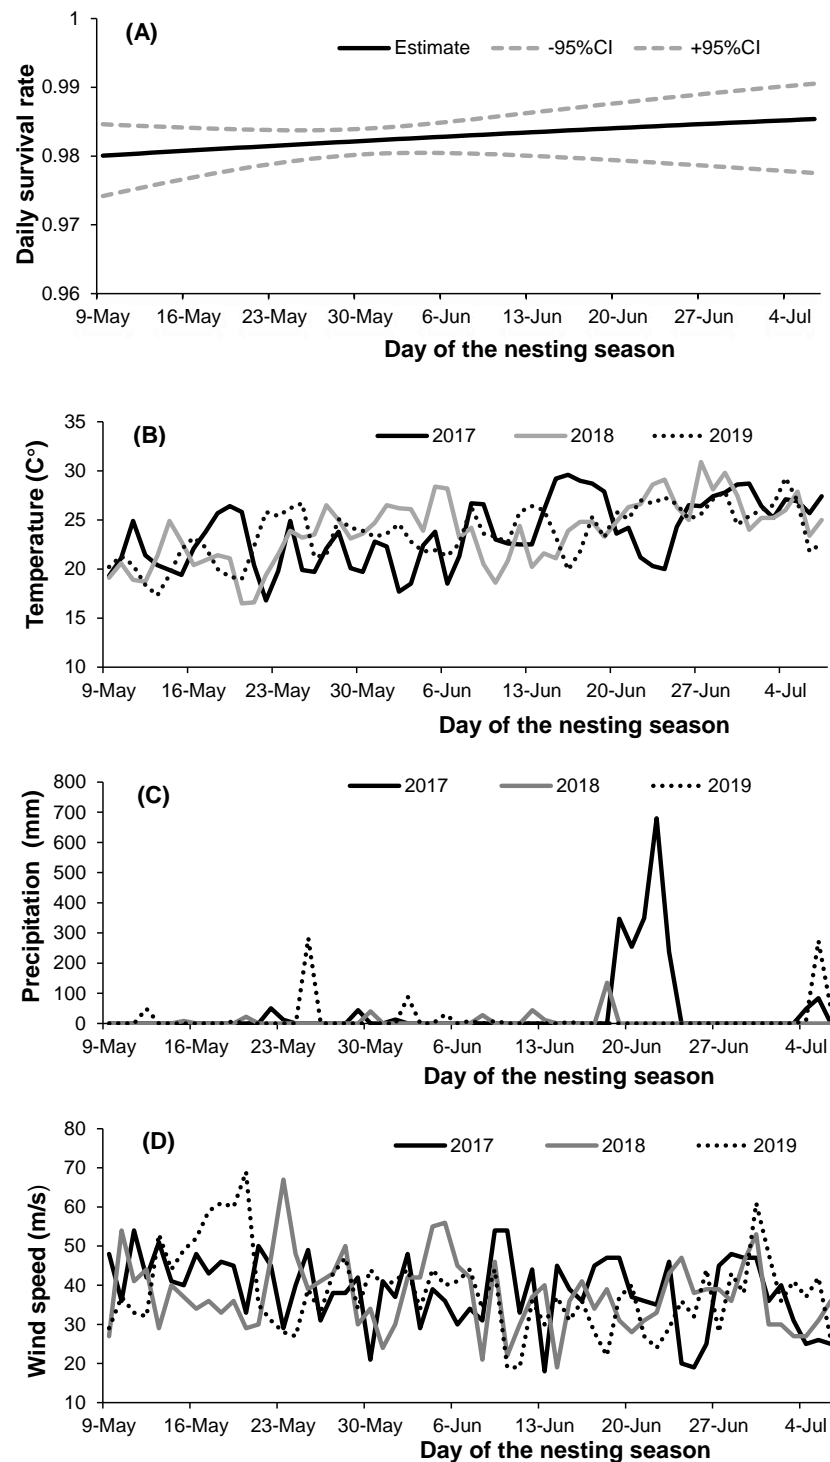 (A)
Estimate -95%CI +95%CI
Daily survival rate
1
0.99
0.98
0.97
0.96
9-May 16-May 23-May 30-May 6-Jun 13-Jun 20-Jun 27-Jun 4-Jul
Day of the nesting season
(B)
2017 2018 2019
Temperature (C°)
35
30
25
20
15
10
9-May 16-May 23-May 30-May 6-Jun 13-Jun 20-Jun 27-Jun 4-Jul
Day of the nesting season
(C)
2017 2018 2019
Precipitation (mm)
800
700
600
500
400
300
200
100
0
9-May 16-May 23-May 30-May 6-Jun 13-Jun 20-Jun 27-Jun 4-Jul
Day of the nesting season
(D)
2017 2018 2019
Wind speed (m/s)
80
70
60
50
40
30
20
10
9-May 16-May 23-May 30-May 6-Jun 13-Jun 20-Jun 27-Jun 4-Jul
Day of the nesting season